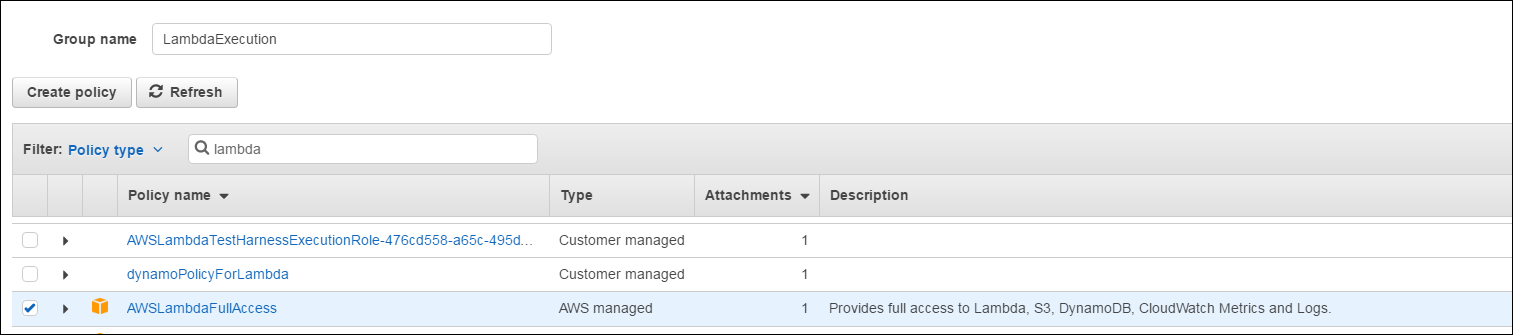 Group name LambdaExecution
Create policy Refresh
Filter: Policy type lambda
Policy name Type Attachments Description
AWSLambdaTestHarnessExecutionRole-476cd558-a65c-495d... Customer managed 1
dynamoPolicyForLambda Customer managed 1
AWSLambdaFullAccess AWS managed 1 Provides full access to Lambda, S3, DynamoDB, CloudWatch Metrics and Logs.